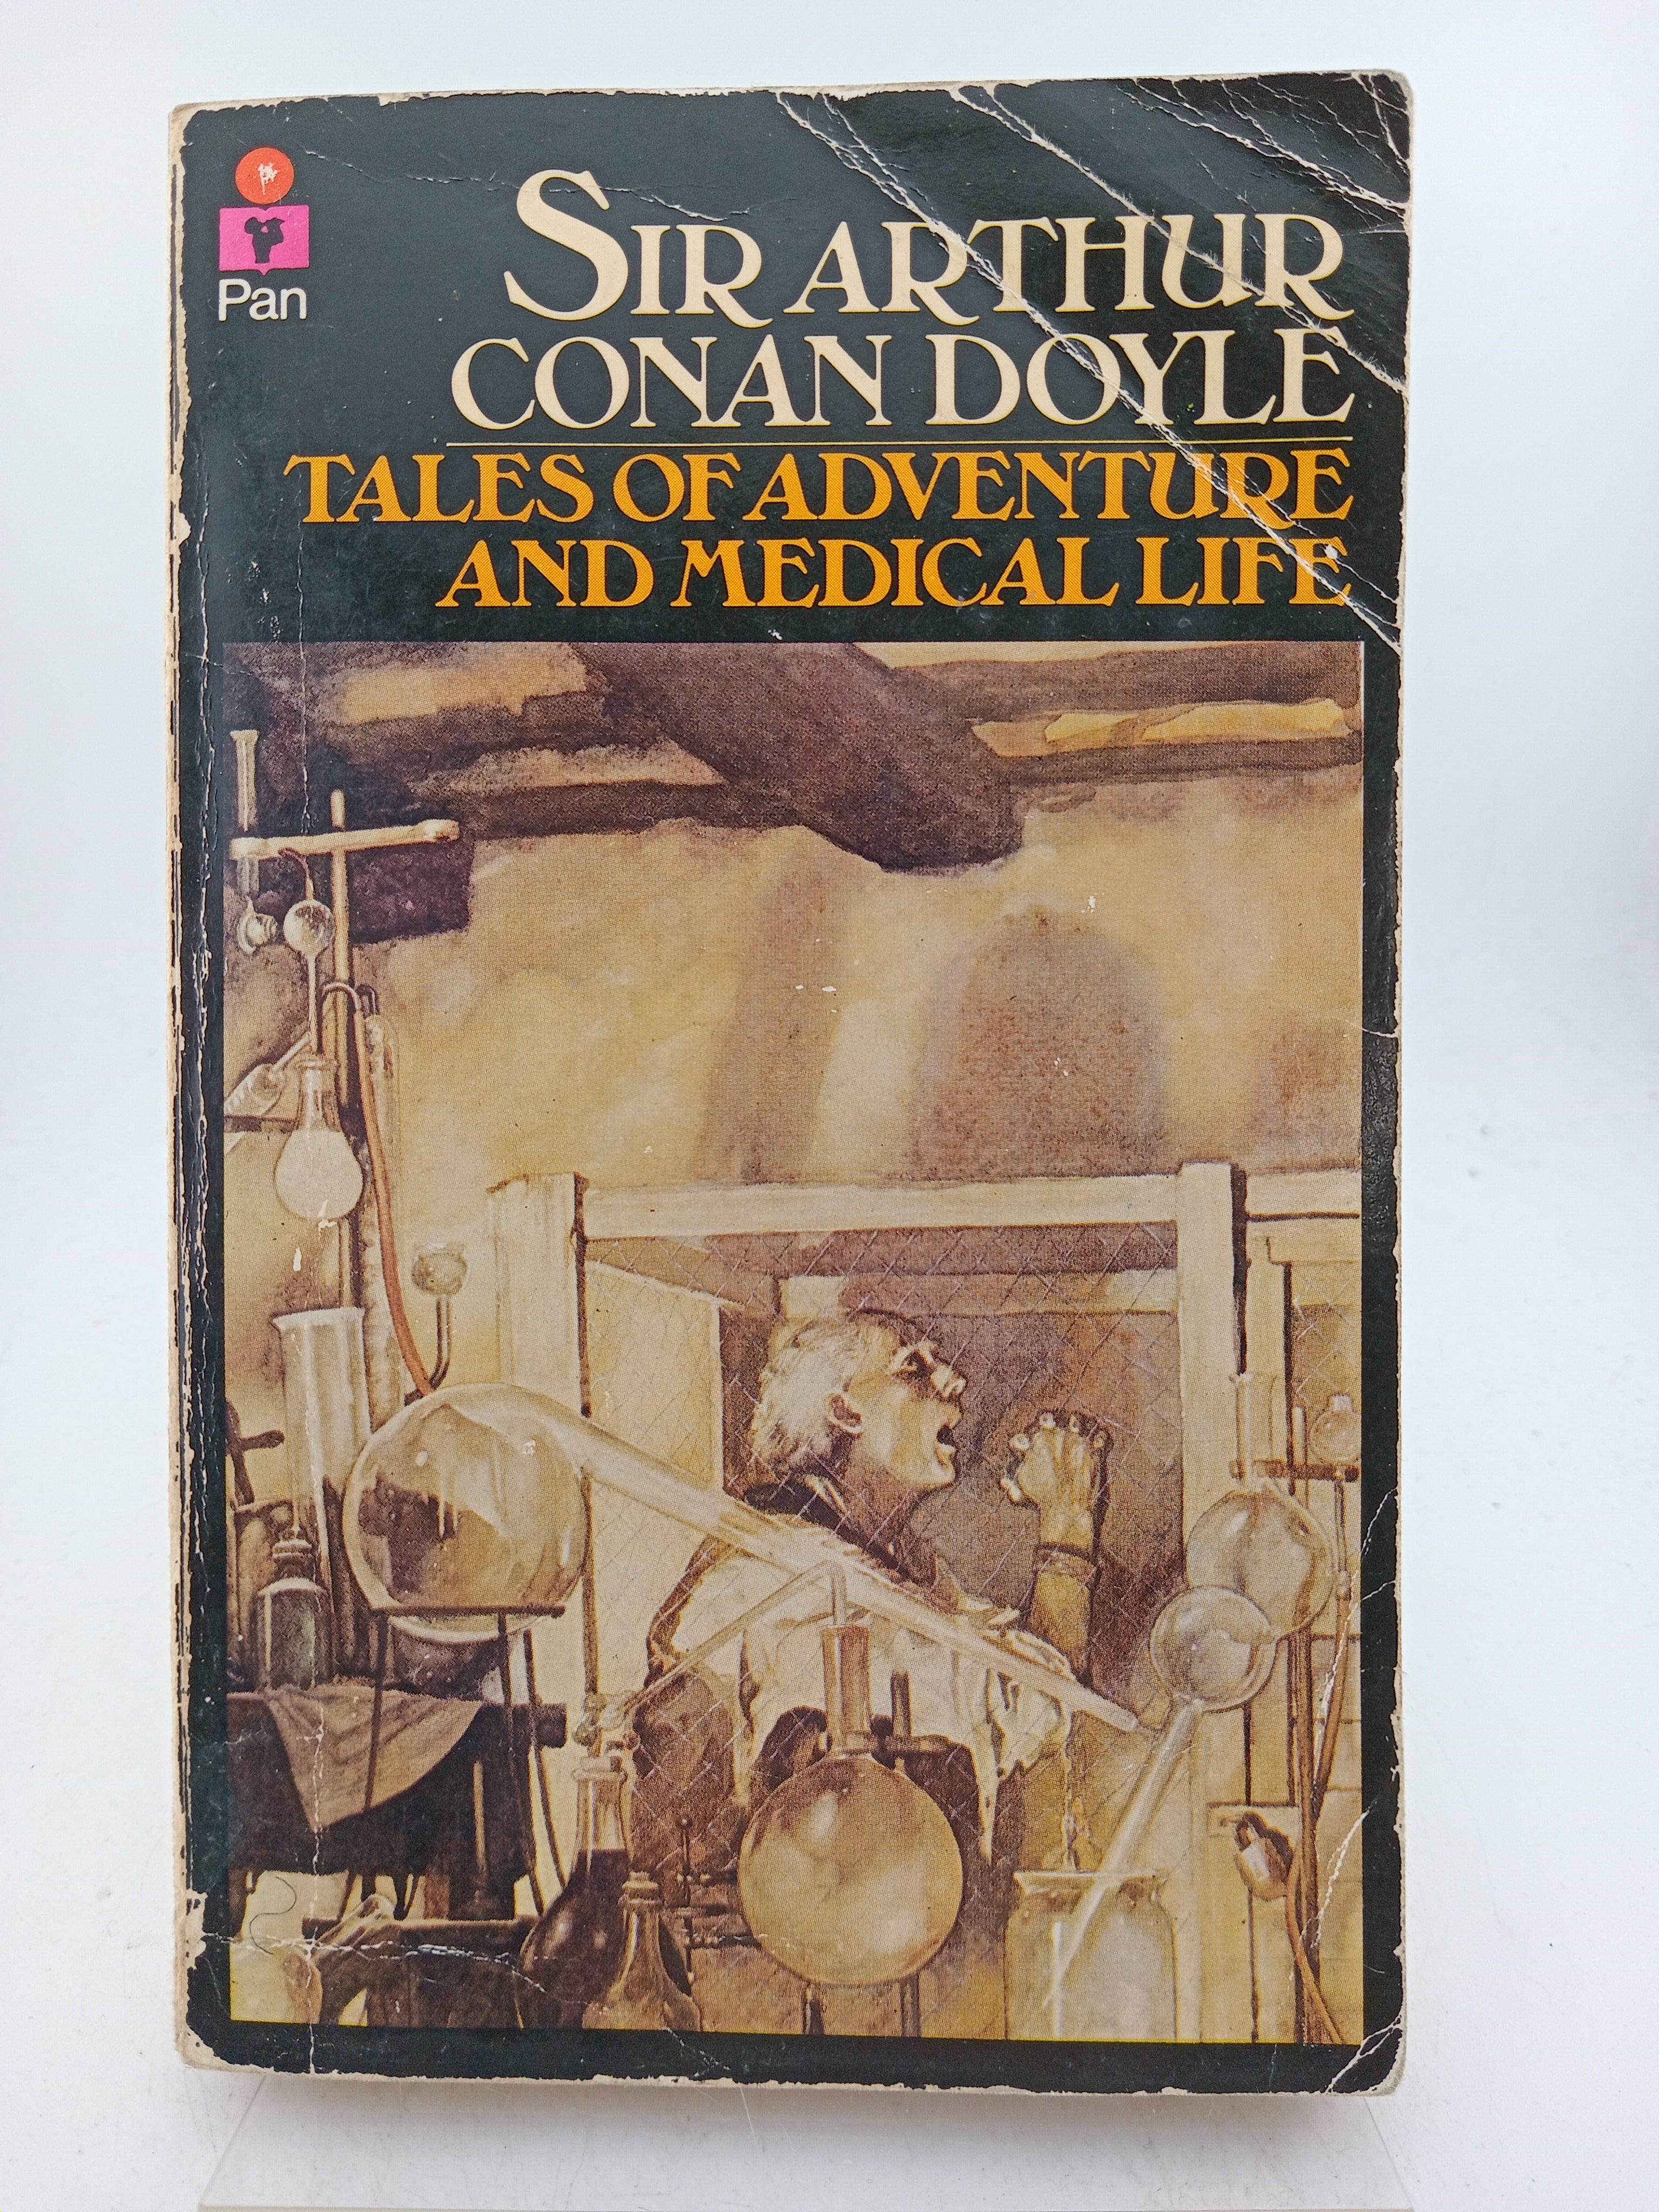 Pan
SIR ARTHUR
CONAN DOYLE
TALES OF ADVENTURE
AND MEDICAL LIFE